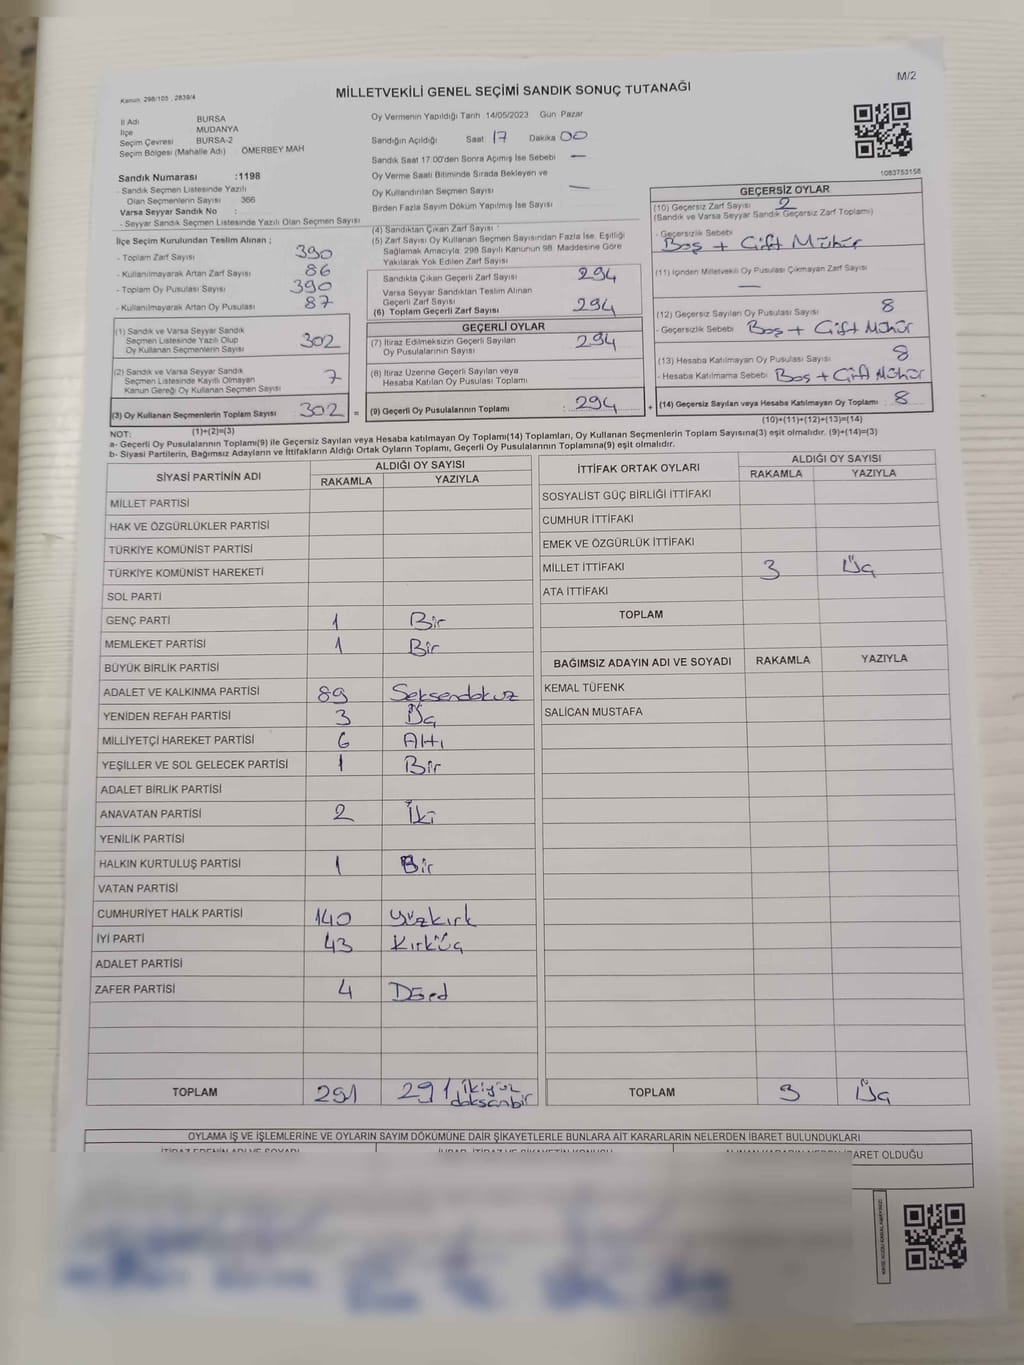 M/2
Kanun: 298/105 , 2839/4
MİLLETVEKİLİ GENEL SEÇİMİ SANDIK SONUÇ TUTANAĞI
İl Adı BURSA
İlçe MUDANYA
Seçim Çevresi BURSA-2
Seçim Bölgesi (Mahalle Adı) ÖMERBEY MAH
Sandık Numarası :1198
- Sandık Seçmen Listesinde Yazılı
Olan Seçmenlerin Sayısı 366
Varsa Seyyar Sandık No :
- Seyyar Sandık Seçmen Listesinde Yazılı Olan Seçmen Sayısı
Oy Vermenin Yapıldığı Tarih 14/05/2023 Gün Pazar
Sandığın Açıldığı Saat 17 Dakika 00
Sandık Saat 17:00'den Sonra Açımış İse Sebebi —
Oy Verme Saati Bitiminde Sırada Bekleyen ve
Oy Kullandırılan Seçmen Sayısı —
Birden Fazla Sayım Döküm Yapılmış İse Sayısı
1083753158
İlçe Seçim Kurulundan Teslim Alınan ;
- Toplam Zarf Sayısı 390
- Kullanılmayarak Artan Zarf Sayısı 86
- Toplam Oy Pusulası Sayısı 390
- Kullanılmayarak Artan Oy Pusulası 87
(1) Sandık ve Varsa Seyyar Sandık
Seçmen Listesinde Yazılı Olup
Oy Kullanan Seçmenlerin Sayısı 302
(2) Sandık ve Varsa Seyyar Sandık
Seçmen Listesinde Kayıtlı Olmayan
Kanun Gereği Oy Kullanan Seçmen Sayısı 7
(3) Oy Kullanan Seçmenlerin Toplam Sayısı 302
(1)+(2)=(3)
(4) Sandıktan Çıkan Zarf Sayısı :
(5) Zarf Sayısı Oy Kullanan Seçmen Sayısından Fazla İse, Eşitliği
Sağlamak Amacıyla, 298 Sayılı Kanunun 98. Maddesine Göre
Yakılarak Yok Edilen Zarf Sayısı
Sandıkta Çıkan Geçerli Zarf Sayısı 294
Varsa Seyyar Sandıktan Teslim Alınan
Geçerli Zarf Sayısı
(6) Toplam Geçerli Zarf Sayısı 294
GEÇERLİ OYLAR
(7) İtiraz Edilmeksizin Geçerli Sayılan
Oy Pusulalarının Sayısı 294
(8) İtiraz Üzerine Geçerli Sayılan veya
Hesaba Katılan Oy Pusulası Toplamı
= (9) Geçerli Oy Pusulalarının Toplamı : 294 +
GEÇERSİZ OYLAR
(10) Geçersiz Zarf Sayısı 2
(Sandık ve Varsa Seyyar Sandık Geçersiz Zarf Toplamı)
- Geçersizlik Sebebi
Boş + Çift Mühür
(11) İçinden Milletvekili Oy Pusulası Çıkmayan Zarf Sayısı
—
(12) Geçersiz Sayılan Oy Pusulası Sayısı 8
- Geçersizlik Sebebi Boş + Çift Mühür
(13) Hesaba Katılmayan Oy Pusulası Sayısı 8
- Hesaba Katılmama Sebebi Boş + Çift Mühür
(14) Geçersiz Sayılan veya Hesaba Katılmayan Oy Toplamı : 8
(10)+(11)+(12)+(13)=(14)
NOT:
a- Geçerli Oy Pusulalarının Toplamı(9) ile Geçersiz Sayılan veya Hesaba katılmayan Oy Toplamı(14) Toplamları, Oy Kullanan Seçmenlerin Toplam Sayısına(3) eşit olmalıdır. (9)+(14)=(3)
b- Siyasi Partilerin, Bağımsız Adayların ve İttifakların Aldığı Ortak Oyların Toplamı, Geçerli Oy Pusulalarının Toplamına(9) eşit olmalıdır.
SİYASİ PARTİNİN ADI ALDIĞI OY SAYISI
RAKAMLA YAZIYLA
MİLLET PARTİSİ
HAK VE ÖZGÜRLÜKLER PARTİSİ
TÜRKİYE KOMÜNİST PARTİSİ
TÜRKİYE KOMÜNİST HAREKETİ
SOL PARTİ
GENÇ PARTİ 1 Bir
MEMLEKET PARTİSİ 1 Bir
BÜYÜK BİRLİK PARTİSİ
ADALET VE KALKINMA PARTİSİ 89 Seksendokuz
YENİDEN REFAH PARTİSİ 3 Üç
MİLLİYETÇİ HAREKET PARTİSİ 6 Altı
YEŞİLLER VE SOL GELECEK PARTİSİ 1 Bir
ADALET BİRLİK PARTİSİ
ANAVATAN PARTİSİ 2 İki
YENİLİK PARTİSİ
HALKIN KURTULUŞ PARTİSİ 1 Bir
VATAN PARTİSİ
CUMHURİYET HALK PARTİSİ 140 Yüzkırk
İYİ PARTİ 43 Kırküç
ADALET PARTİSİ
ZAFER PARTİSİ 4 Dört
TOPLAM 291 291 İkiyüz
doksanbir
İTTİFAK ORTAK OYLARI ALDIĞI OY SAYISI
RAKAMLA YAZIYLA
SOSYALİST GÜÇ BİRLİĞİ İTTİFAKI
CUMHUR İTTİFAKI
EMEK VE ÖZGÜRLÜK İTTİFAKI
MİLLET İTTİFAKI 3 Üç
ATA İTTİFAKI
TOPLAM
BAĞIMSIZ ADAYIN ADI VE SOYADI RAKAMLA YAZIYLA
KEMAL TÜFENK
SALİCAN MUSTAFA
TOPLAM 3 Üç
OYLAMA İŞ VE İŞLEMLERİNE VE OYLARIN SAYIM DÖKÜMÜNE DAİR ŞİKAYETLERLE BUNLARA AİT KARARLARIN NELERDEN İBARET BULUNDUKLARI
BARET OLDUĞU